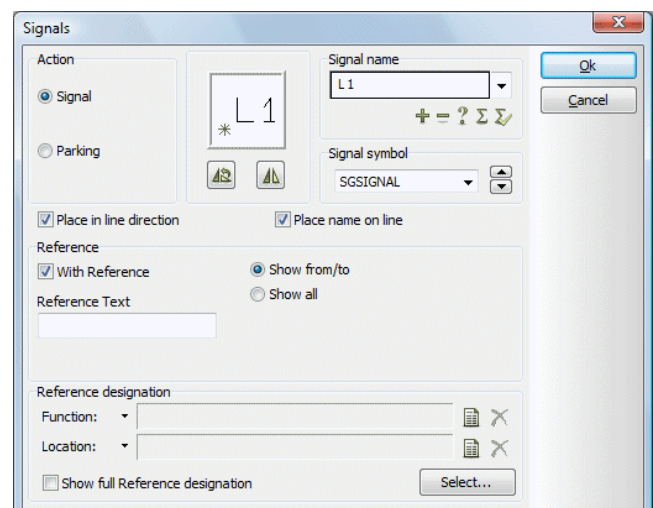 Signals
Action
Signal
Parking
L1
Signal name
L1
+ = ? Σ Σ
Signal symbol
SGSIGNAL
Ok
Cancel
Place in line direction
Place name on line
Reference
With Reference
Show from/to
Reference Text
Show all
Reference designation
Function:
Location:
Show full Reference designation
Select...